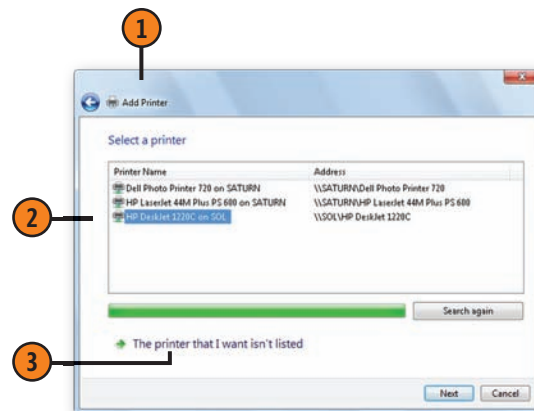 1
Add Printer
Select a printer
Printer Name Address
Dell Photo Printer 720 on SATURN \\SATURN\Dell Photo Printer 720
HP LaserJet 44M Plus PS 600 on SATURN \\SATURN\HP LaserJet 44M Plus PS 600
2
HP DeskJet 1220C on SOL \\SOL\HP DeskJet 1220C
Search again
The printer that I want isn't listed
3
Next Cancel